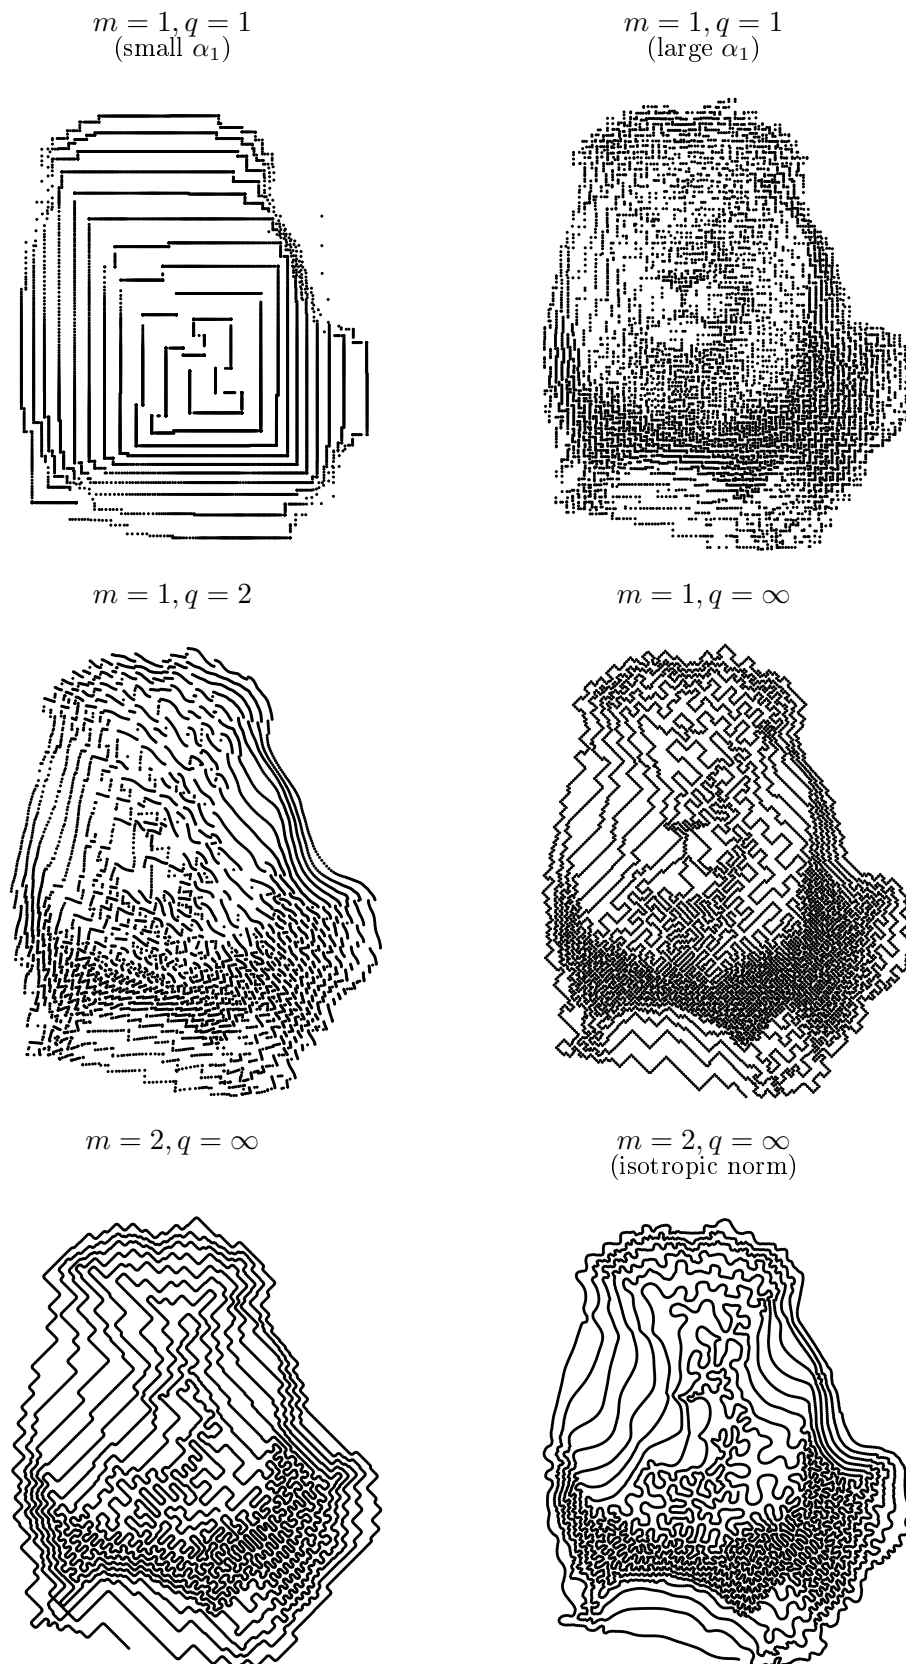 m = 1, q = 1
(small α₁)
m = 1, q = 1
(large α₁)
m = 1, q = 2
m = 1, q = ∞
m = 2, q = ∞
m = 2, q = ∞
(isotropic norm)